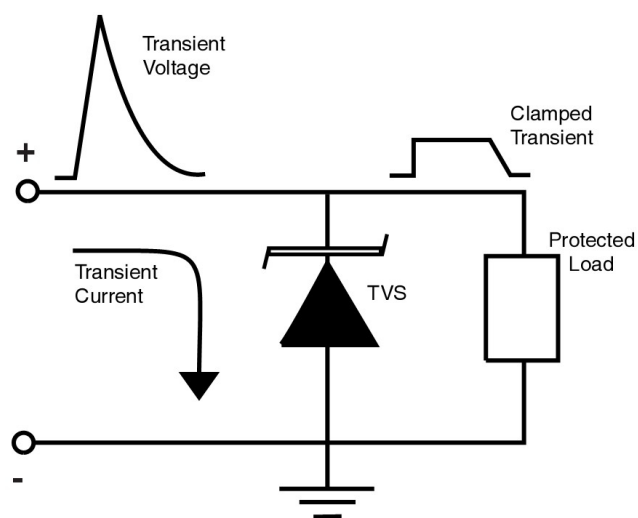 Transient
Voltage
Clamped
Transient
+
Transient
Current
TVS
Protected
Load
-